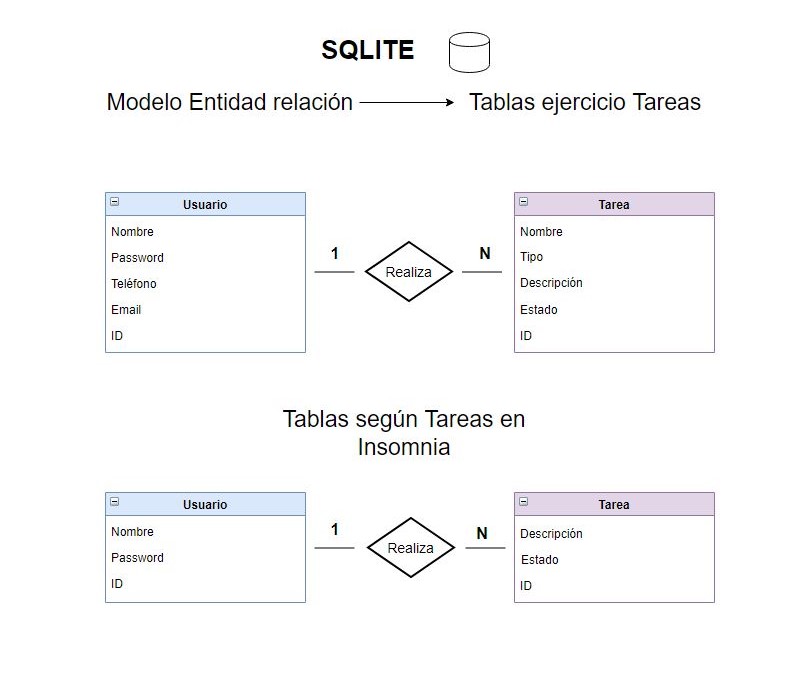 SQLITE
Modelo Entidad relación
Tablas ejercicio Tareas
Usuario
Nombre
Password
Teléfono
Email
ID
1
Realiza
N
Tarea
Nombre
Tipo
Descripción
Estado
ID
Tablas según Tareas en
Insomnia
Usuario
Nombre
Password
ID
1
Realiza
N
Tarea
Descripción
Estado
ID